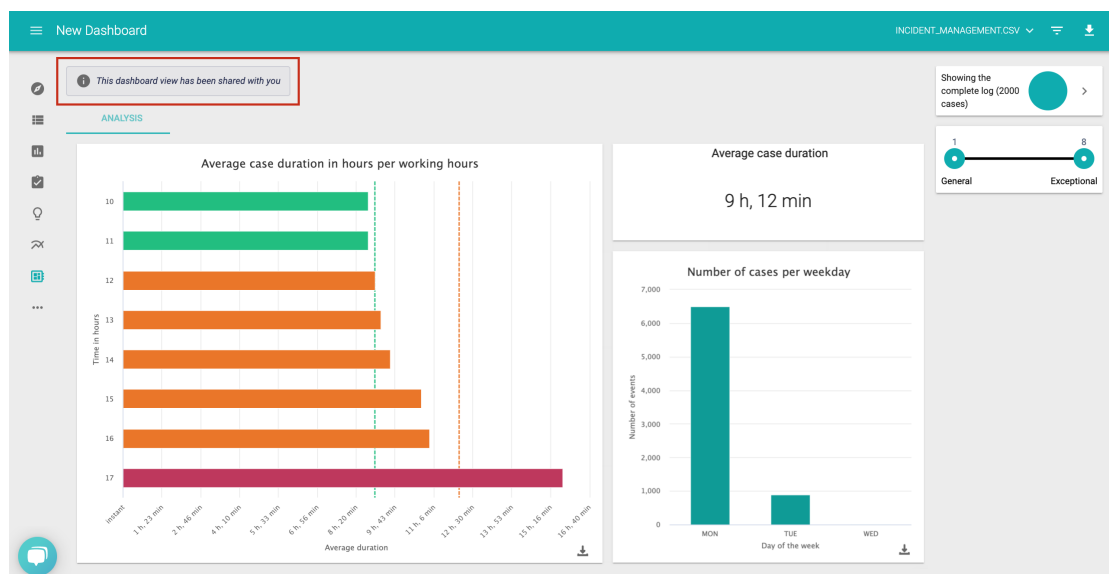 New Dashboard
INCIDENT_MANAGEMENT.CSV
This dashboard view has been shared with you
ANALYSIS
Average case duration in hours per working hours
Time in hours
10
11
12
13
14
15
16
17
instant
1 h, 23 min
2 h, 46 min
4 h, 10 min
5 h, 33 min
6 h, 56 min
8 h, 20 min
9 h, 43 min
11 h, 6 min
12 h, 30 min
13 h, 53 min
15 h, 16 min
16 h, 40 min
Average duration
Average case duration
9 h, 12 min
Number of cases per weekday
Number of events
7,000
6,000
5,000
4,000
3,000
2,000
1,000
0
MON
TUE
WED
Day of the week
Showing the
complete log (2000
cases)
1
8
General
Exceptional